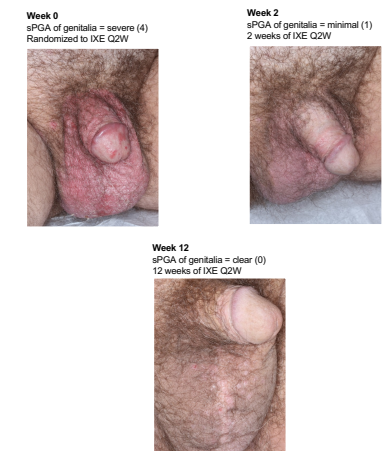 Week 0
sPGA of genitalia = severe (4)
Randomized to IXE Q2W
Week 2
sPGA of genitalia = minimal (1)
2 weeks of IXE Q2W
Week 12
sPGA of genitalia = clear (0)
12 weeks of IXE Q2W